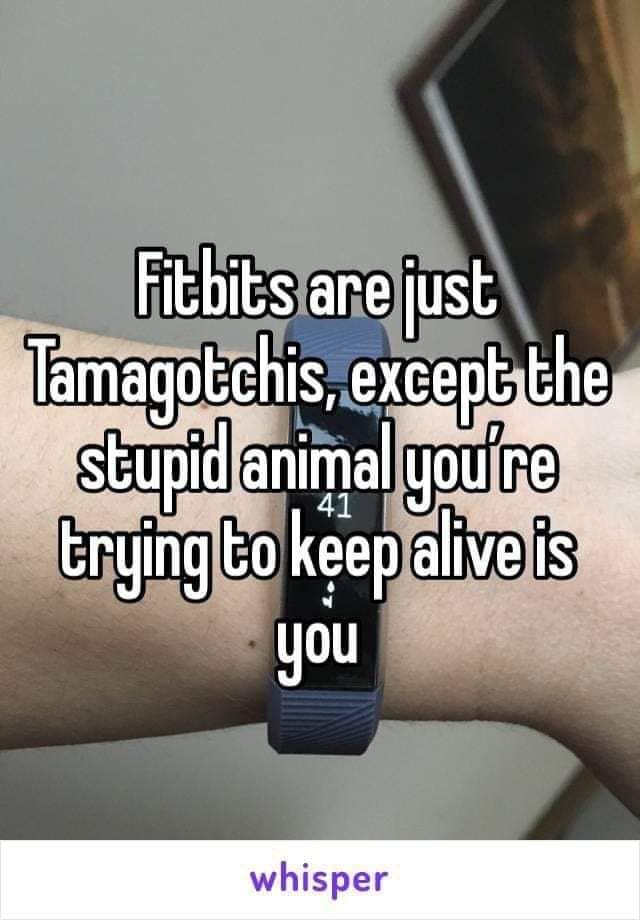 Fitbits are just
Tamagotchis, except the
stupid animal you’re
41
trying to keep alive is
you
whisper